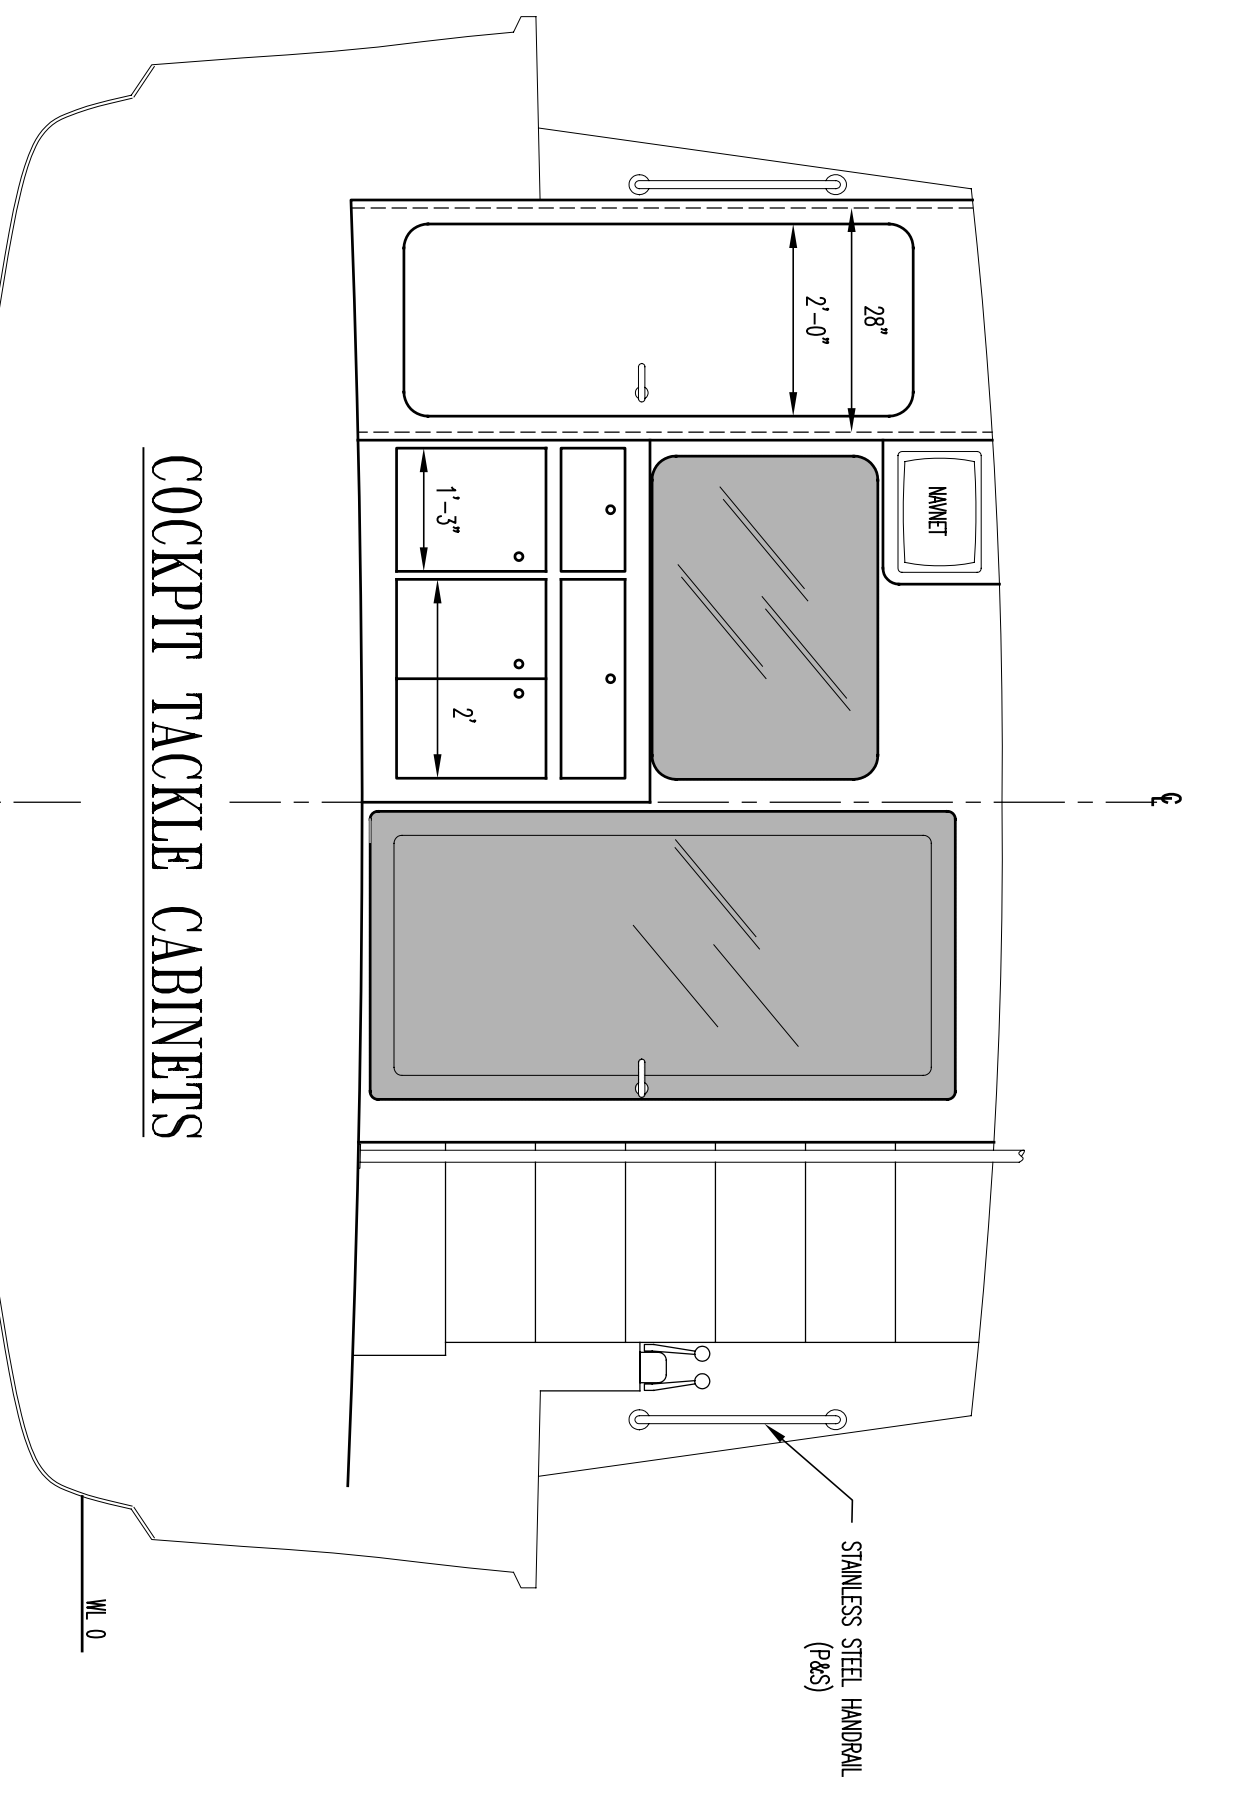 ℄
NAVNET
28"
2'-0"
1'-3"
2'
STAINLESS STEEL HANDRAIL
(P&S)
WL 0
COCKPIT TACKLE CABINETS